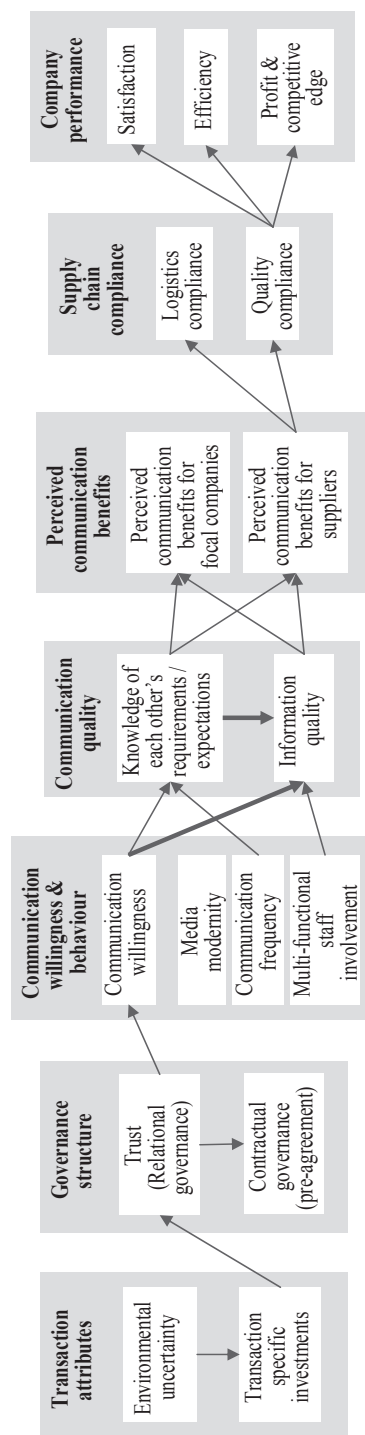 Transaction
attributes
Environmental
uncertainty
Transaction
specific
investments
Governance
structure
Trust
(Relational
governance)
Contractual
governance
(pre-agreement)
Communication
willingness &
behaviour
Communication
willingness
Media
modernity
Communication
frequency
Multi-functional
staff
involvement
Communication
quality
Knowledge of
each other's
requirements /
expectations
Information
quality
Perceived
communication
benefits
Perceived
communication
benefits for
focal companies
Perceived
communication
benefits for
suppliers
Supply
chain
compliance
Logistics
compliance
Quality
compliance
Company
performance
Satisfaction
Efficiency
Profit &
competitive
edge